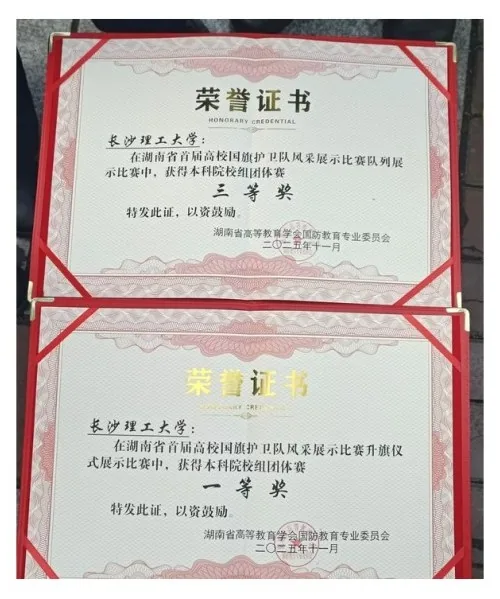 荣誉证书
HONORARY CREDENTIAL
长沙理工大学：
在湖南省首届高校国旗护卫队风采展示比赛队列展
示比赛中，获得本科院校组团体赛
三等奖
特发此证，以资鼓励。
湖南省高等教育学会国防教育专业委员会
二〇二五年十一月
荣誉证书
HONORARY CREDENTIAL
长沙理工大学：
在湖南省首届高校国旗护卫队风采展示比赛升旗仪
式展示比赛中，获得本科院校组团体赛
一等奖
特发此证，以资鼓励。
湖南省高等教育学会国防教育专业委员会
二〇二五年十一月